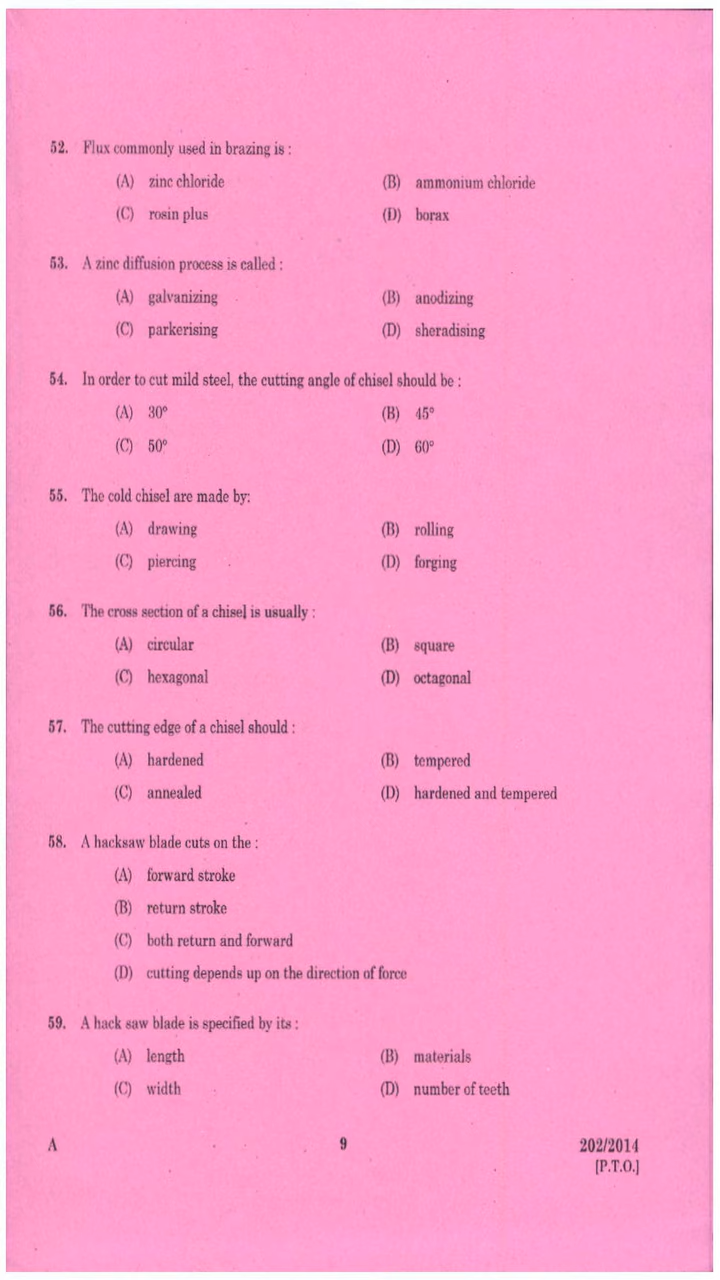 52. Flux commonly used in brazing is :
(A) zinc chloride (B) ammonium chloride
(C) rosin plus (D) borax
53. A zinc diffusion process is called :
(A) galvanizing (B) anodizing
(C) parkerising (D) sheradising
54. In order to cut mild steel, the cutting angle of chisel should be :
(A) 30° (B) 45°
(C) 50° (D) 60°
55. The cold chisel are made by:
(A) drawing (B) rolling
(C) piercing (D) forging
56. The cross section of a chisel is usually :
(A) circular (B) square
(C) hexagonal (D) octagonal
57. The cutting edge of a chisel should :
(A) hardened (B) tempered
(C) annealed (D) hardened and tempered
58. A hacksaw blade cuts on the :
(A) forward stroke
(B) return stroke
(C) both return and forward
(D) cutting depends up on the direction of force
59. A hack saw blade is specified by its :
(A) length (B) materials
(C) width (D) number of teeth
A 9 202/2014
[P.T.O.]